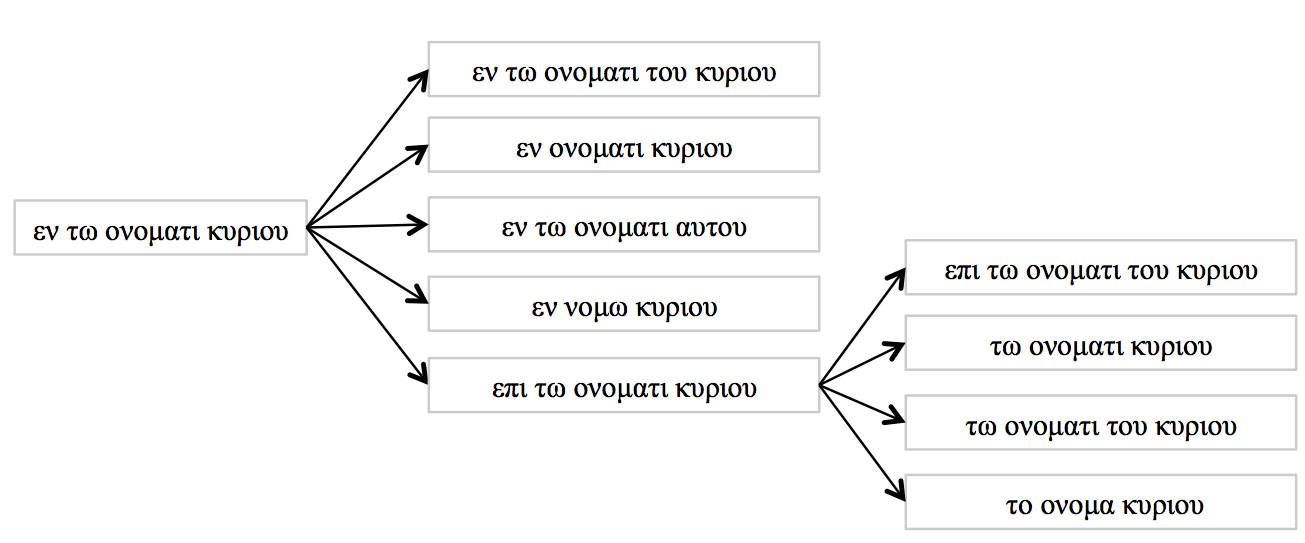 εν τω ονοματι κυριου
εν τω ονοματι του κυριου
εν ονοματι κυριου
εν τω ονοματι αυτου
εν νομω κυριου
επι τω ονοματι κυριου
επι τω ονοματι του κυριου
τω ονοματι κυριου
τω ονοματι του κυριου
το ονομα κυριου